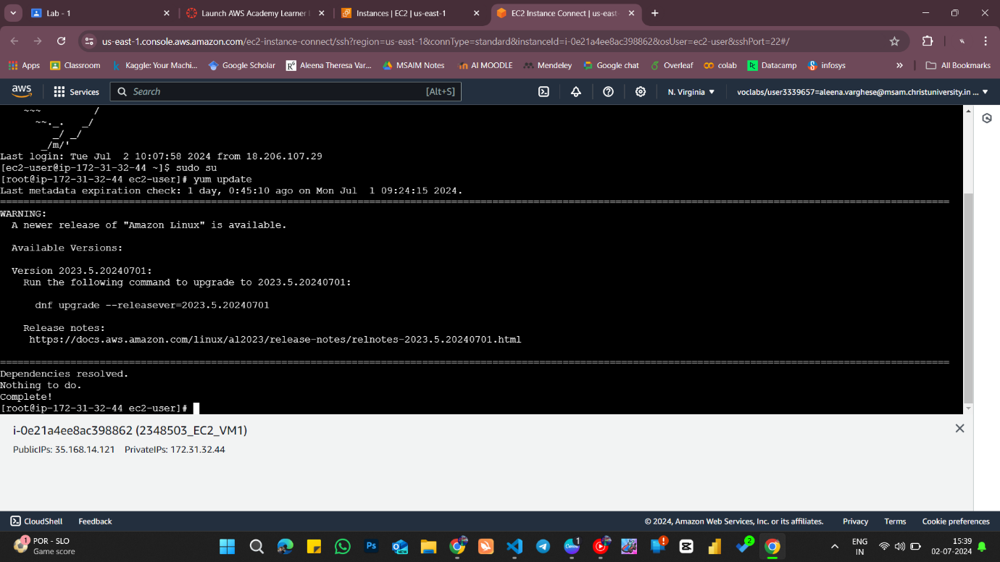 Lab - 1
Launch AWS Academy Learner
Instances | EC2 | us-east-1
EC2 Instance Connect | us-east
us-east-1.console.aws.amazon.com/ec2-instance-connect/ssh?region=us-east-1&connType=standard&instanceId=i-0e21a4ee8ac398862&osUser=ec2-user&sshPort=22#/
Apps Classroom Kaggle: Your Machi... Google Scholar Aleena Theresa Var... MSAIM Notes AI MOODLE Mendeley Google chat Overleaf colab Datacamp infosys » All Bookmarks
aws Services Search [Alt+S] N. Virginia ▼ voclabs/user3339657=aleena.varghese@msam.christuniversity.in ... ▼
~~~ /
~~._. _/
_/ _/
_/m/'
Last login: Tue Jul  2 10:07:58 2024 from 18.206.107.29
[ec2-user@ip-172-31-32-44 ~]$ sudo su
[root@ip-172-31-32-44 ec2-user]# yum update
Last metadata expiration check: 1 day, 0:45:10 ago on Mon Jul  1 09:24:15 2024.
WARNING:
A newer release of "Amazon Linux" is available.
Available Versions:
Version 2023.5.20240701:
Run the following command to upgrade to 2023.5.20240701:
dnf upgrade --releasever=2023.5.20240701
Release notes:
https://docs.aws.amazon.com/linux/al2023/release-notes/relnotes-2023.5.20240701.html
Dependencies resolved.
Nothing to do.
Complete!
[root@ip-172-31-32-44 ec2-user]#
i-0e21a4ee8ac398862 (2348503_EC2_VM1)
PublicIPs: 35.168.14.121 PrivateIPs: 172.31.32.44
CloudShell Feedback © 2024, Amazon Web Services, Inc. or its affiliates. Privacy Terms Cookie preferences
1 POR - SLO
Game score
Ps
NEW
Canva
1
2
ENG
IN
15:39
02-07-2024